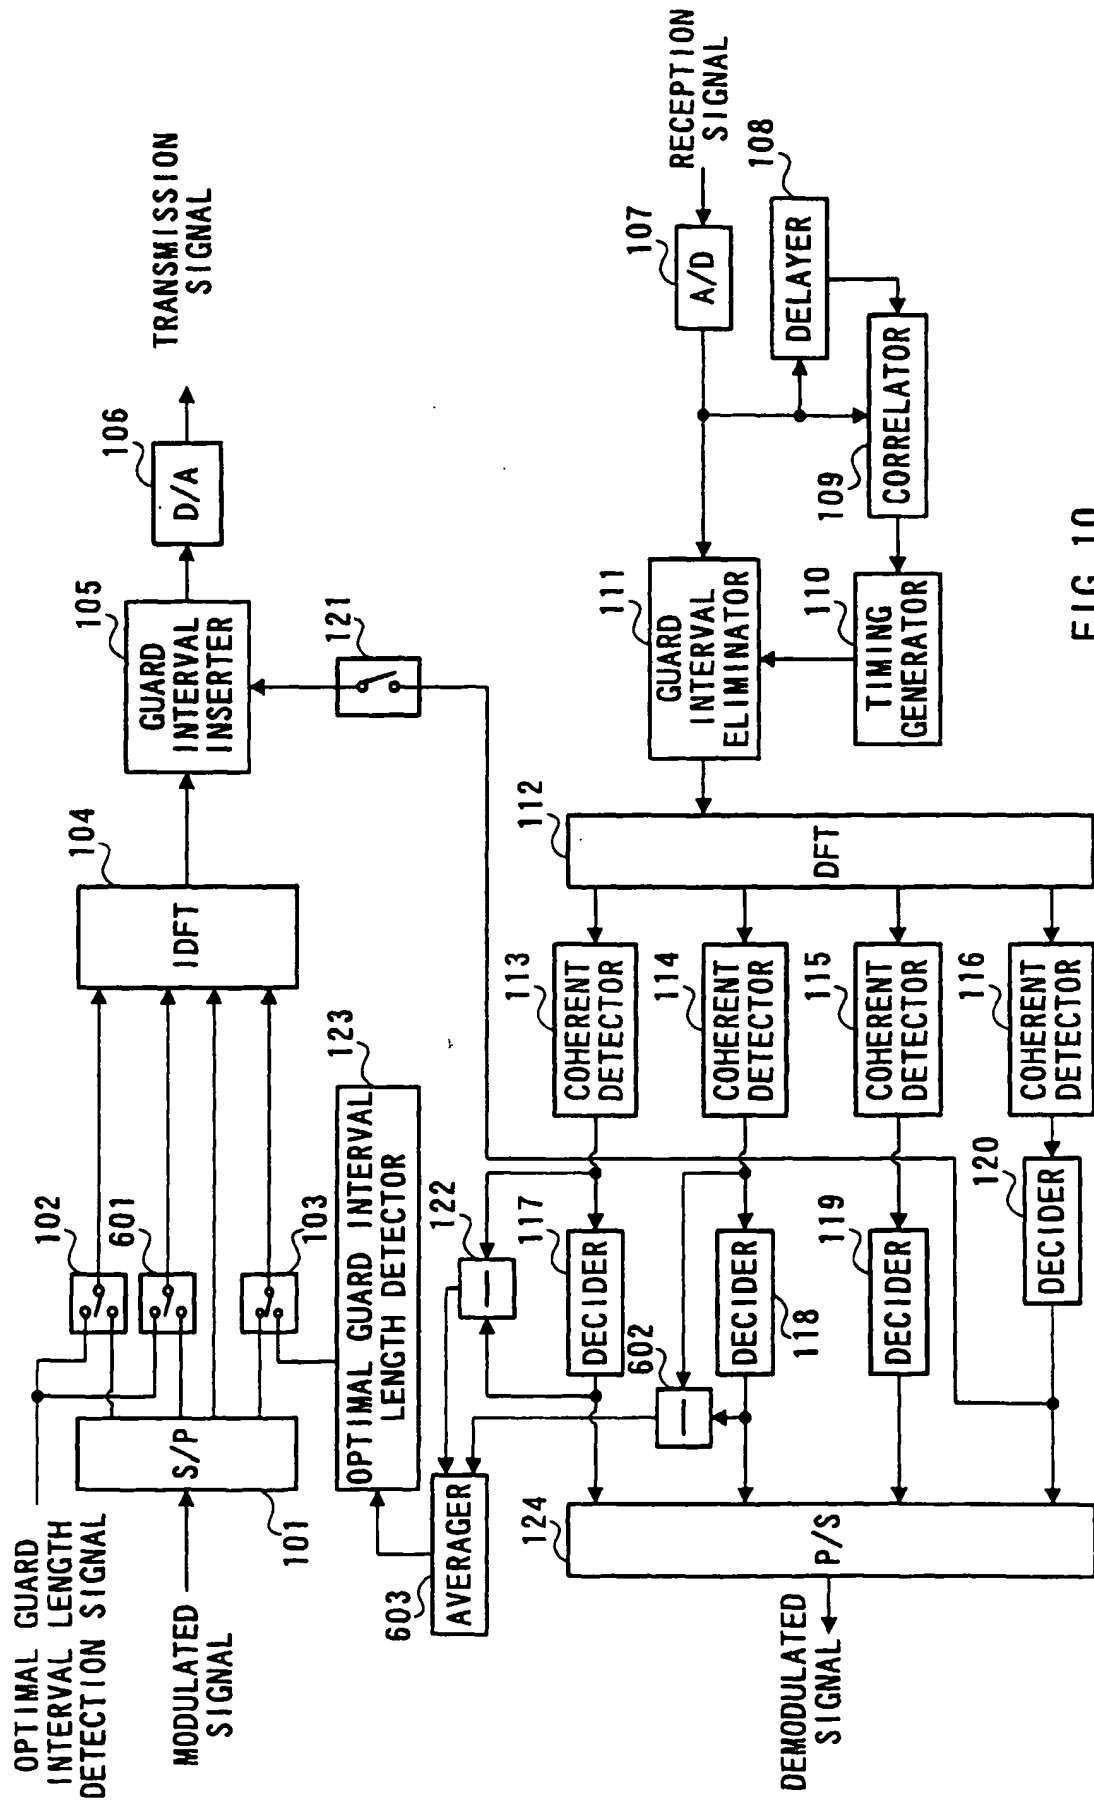 OPTIMAL GUARD
INTERVAL LENGTH
DETECTION SIGNAL
MODULATED
SIGNAL
101
S/P
102
601
103
104
IDFT
105
GUARD
INTERVAL
INSERTER
106
D/A
TRANSMISSION
SIGNAL
121
123
OPTIMAL GUARD INTERVAL
LENGTH DETECTOR
603
AVERAGER
122
602
RECEPTION
SIGNAL
107
A/D
108
DELAYER
109
CORRELATOR
110
TIMING
GENERATOR
111
GUARD
INTERVAL
ELIMINATOR
112
DFT
113
COHERENT
DETECTOR
114
COHERENT
DETECTOR
115
COHERENT
DETECTOR
116
COHERENT
DETECTOR
117
DECIDER
118
DECIDER
119
DECIDER
120
DECIDER
124
P/S
DEMODULATED
SIGNAL
FIG. 10